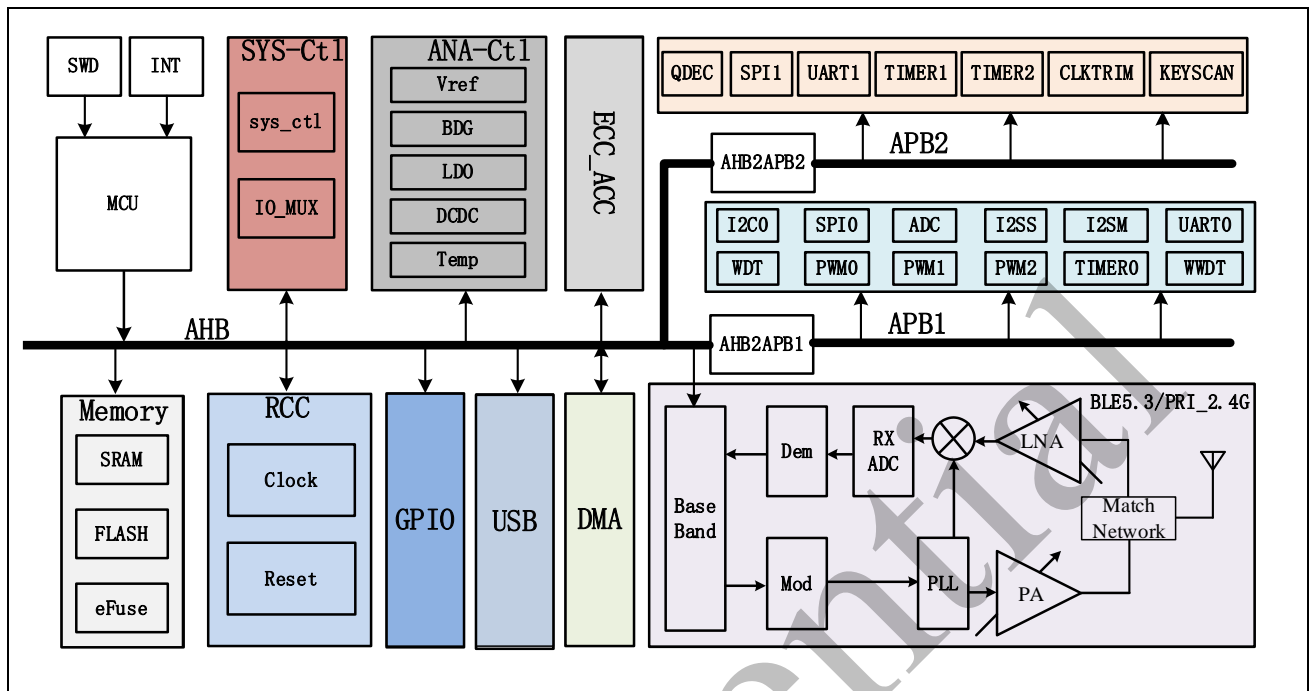 SWD
INT
MCU
SYS-Ctl
sys_ctl
IO_MUX
ANA-Ctl
Vref
BDG
LDO
DCDC
Temp
ECC_ACC
QDEC
SPI1
UART1
TIMER1
TIMER2
CLKTRIM
KEYSCAN
AHB2APB2
APB2
I2C0
SPI0
ADC
I2SS
I2SM
UART0
WDT
PWM0
PWM1
PWM2
TIMER0
WWDT
AHB2APB1
APB1
AHB
Memory
SRAM
FLASH
eFuse
RCC
Clock
Reset
GPIO
USB
DMA
BLE5.3/PRI_2.4G
Base
Band
Dem
RX
ADC
LNA
Match
Network
Mod
PLL
PA